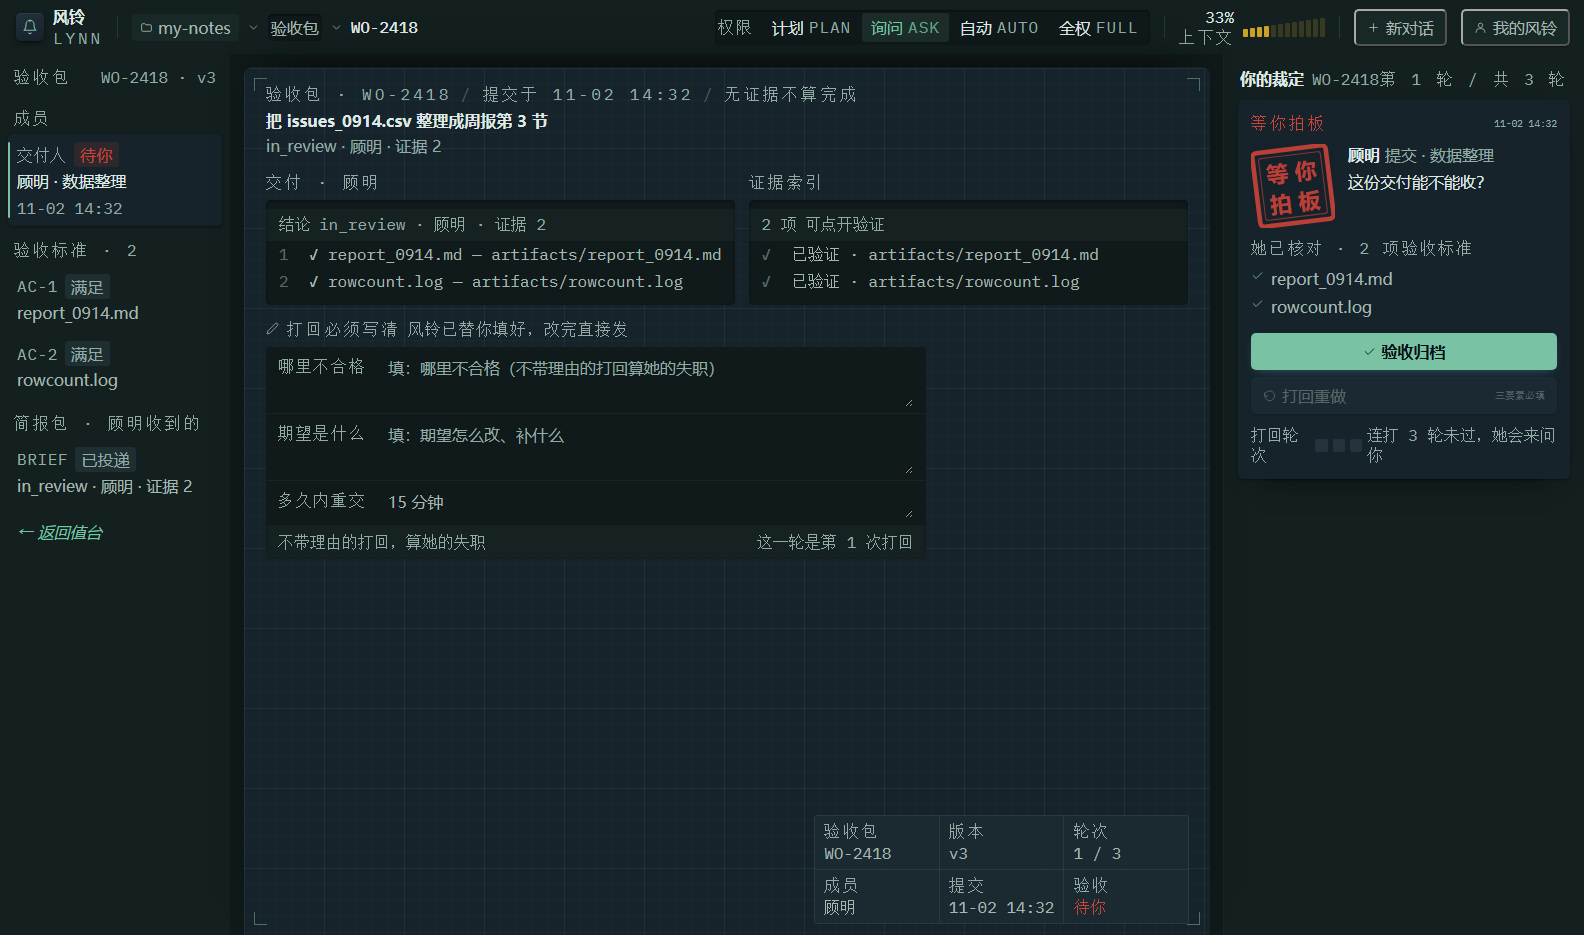 风铃
LYNN
my-notes
验收包
WO-2418
权限
计划 PLAN
询问 ASK
自动 AUTO
全权 FULL
33%
上下文
+ 新对话
我的风铃
验收包 WO-2418 · v3
成员
交付人 待你
顾明 · 数据整理
11-02 14:32
验收标准 · 2
AC-1 满足
report_0914.md
AC-2 满足
rowcount.log
简报包 · 顾明收到的
BRIEF 已投递
in_review · 顾明 · 证据 2
←返回值台
验收包 · WO-2418 / 提交于 11-02 14:32 / 无证据不算完成
把 issues_0914.csv 整理成周报第 3 节
in_review · 顾明 · 证据 2
交付 · 顾明
结论 in_review · 顾明 · 证据 2
1 ✓ report_0914.md — artifacts/report_0914.md
2 ✓ rowcount.log — artifacts/rowcount.log
证据索引
2 项 可点开验证
✓ 已验证 · artifacts/report_0914.md
✓ 已验证 · artifacts/rowcount.log
打回必须写清 风铃已替你填好，改完直接发
哪里不合格 填：哪里不合格（不带理由的打回算她的失职）
期望是什么 填：期望怎么改、补什么
多久内重交 15 分钟
不带理由的打回，算她的失职 这一轮是第 1 次打回
验收包 版本 轮次
WO-2418 v3 1 / 3
成员 提交 验收
顾明 11-02 14:32 待你
你的裁定 WO-2418第 1 轮 / 共 3 轮
等你拍板 11-02 14:32
等你
拍板
顾明 提交 · 数据整理
这份交付能不能收？
她已核对 · 2 项验收标准
✓ report_0914.md
✓ rowcount.log
✓ 验收归档
打回重做 三要素必填
打回轮次
连打 3 轮未过，她会来问你